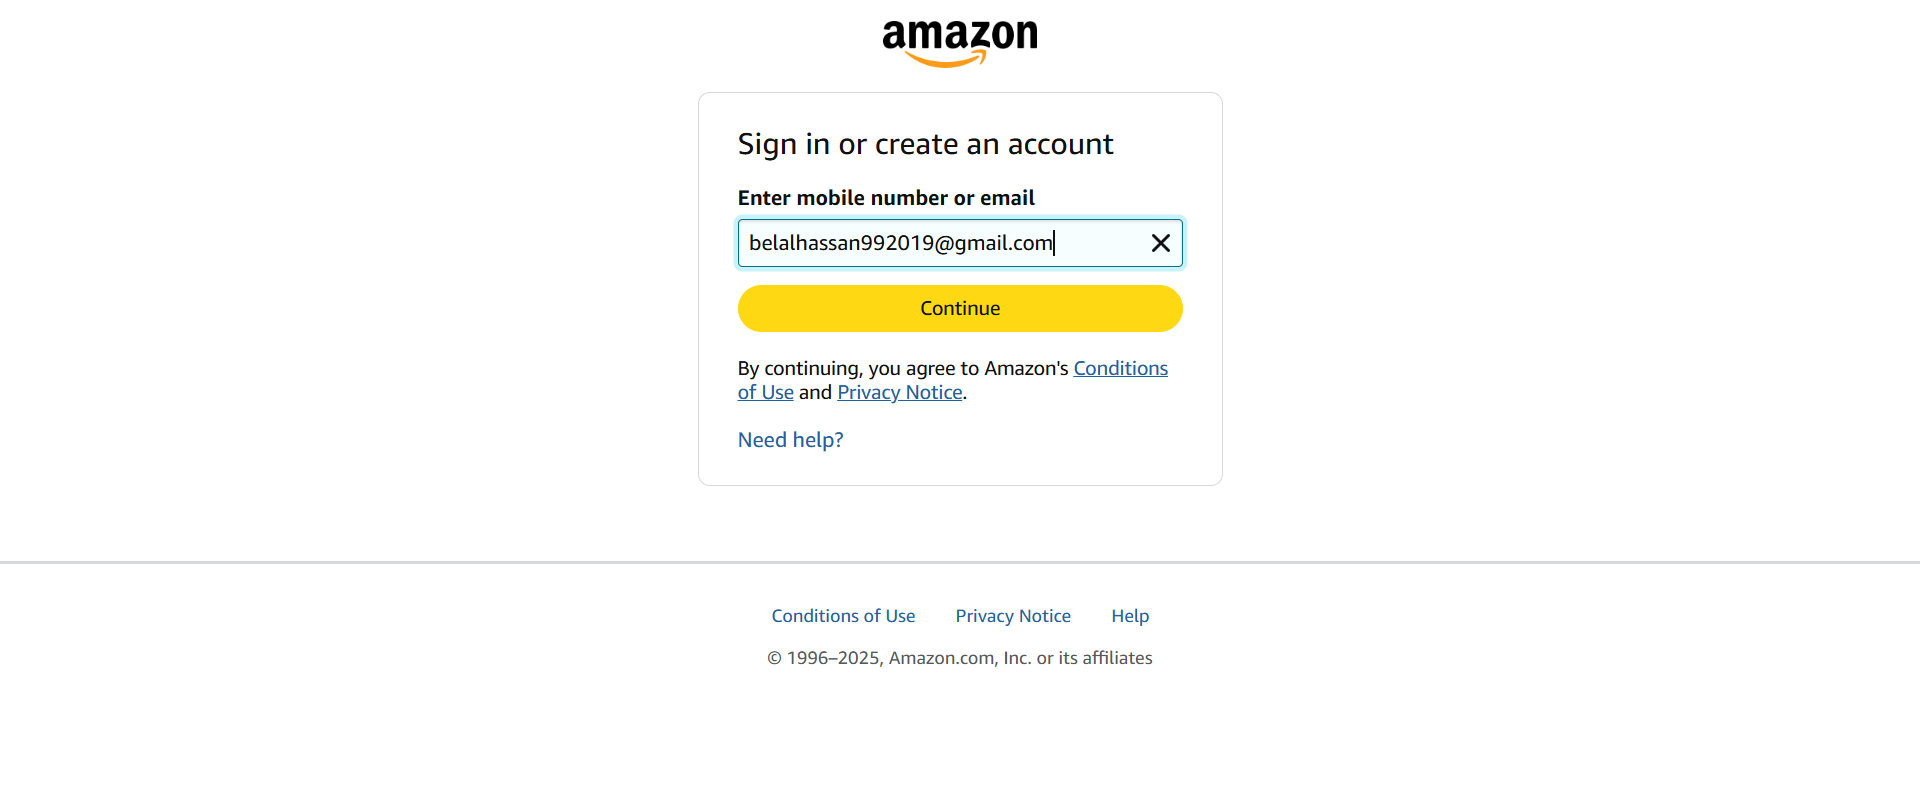 amazon
Sign in or create an account
Enter mobile number or email
belalhassan992019@gmail.com
Continue
By continuing, you agree to Amazon's Conditions
of Use and Privacy Notice.
Need help?
Conditions of Use Privacy Notice Help
© 1996–2025, Amazon.com, Inc. or its affiliates